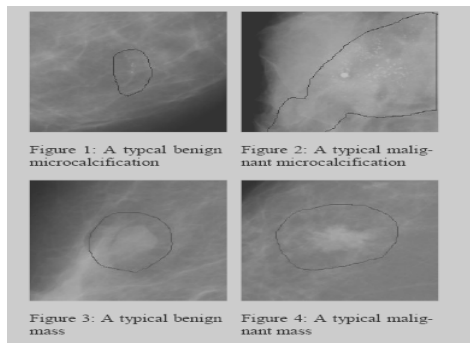 Figure 1: A typcal benign
microcalcification
Figure 2: A typical malig-
nant microcalcification
Figure 3: A typical benign
mass
Figure 4: A typical malig-
nant mass